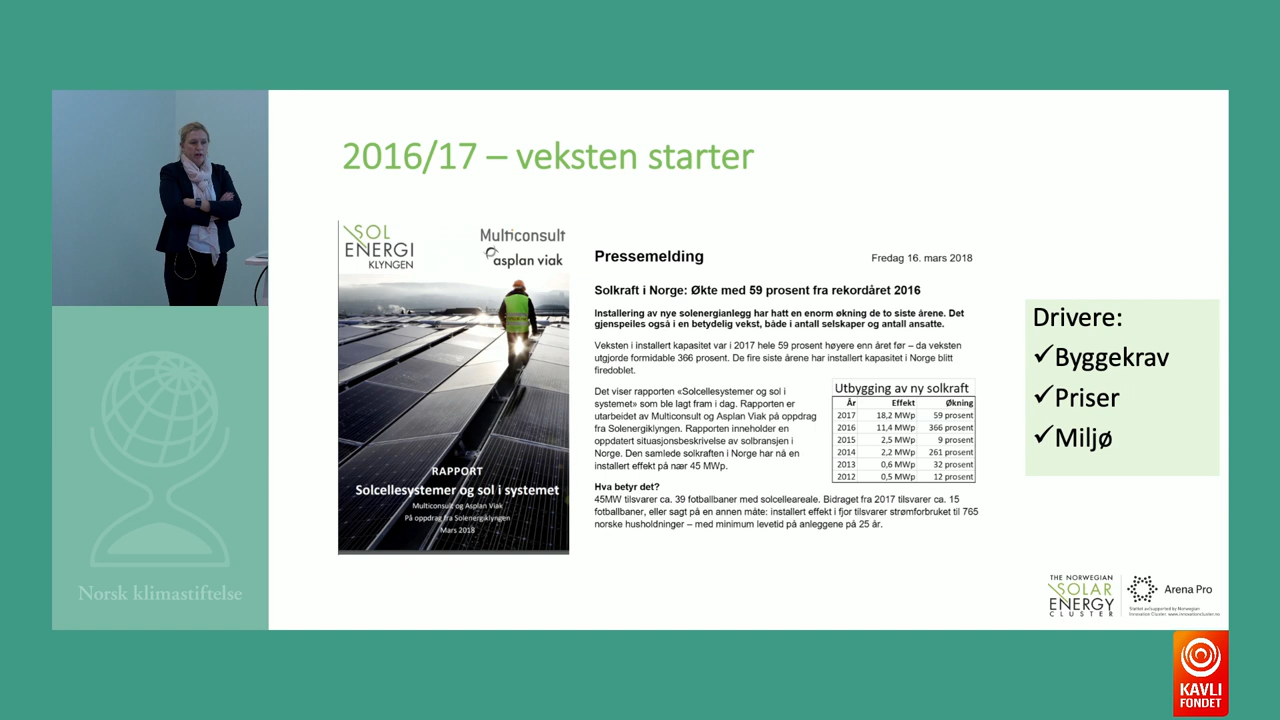 2016/17 – veksten starter
SOL
ENERGI
KLYNGEN
Multiconsult
asplan viak
RAPPORT
Solcellesystemer og sol i systemet
Multiconsult og Asplan Viak
På oppdrag fra Solenergiklyngen
Mars 2018
Pressemelding
Fredag 16. mars 2018
Solkraft i Norge: Økte med 59 prosent fra rekordåret 2016
Installering av nye solenergianlegg har hatt en enorm økning de to siste årene. Det
gjenspeiles også i en betydelig vekst, både i antall selskaper og antall ansatte.
Veksten i installert kapasitet var i 2017 hele 59 prosent høyere enn året før – da veksten
utgjorde formidable 366 prosent. De fire siste årene har installert kapasitet i Norge blitt
firedoblet.
Det viser rapporten «Solcellesystemer og sol i
systemet» som ble lagt fram i dag. Rapporten er
utarbeidet av Multiconsult og Asplan Viak på oppdrag
fra Solenergiklyngen. Rapporten inneholder en
oppdatert situasjonsbeskrivelse av solbransjen i
Norge. Den samlede solkraften i Norge har nå en
installert effekt på nær 45 MWp.
Utbygging av ny solkraft
År Effekt Økning
2017 18,2 MWp 59 prosent
2016 11,4 MWp 366 prosent
2015 2,5 MWp 9 prosent
2014 2,2 MWp 261 prosent
2013 0,6 MWp 32 prosent
2012 0,5 MWp 12 prosent
Hva betyr det?
45MW tilsvarer ca. 39 fotballbaner med solcelleareale. Bidraget fra 2017 tilsvarer ca. 15
fotballbaner, eller sagt på en annen måte: installert effekt i fjor tilsvarer strømforbruket til 765
norske husholdninger – med minimum levetid på anleggene på 25 år.
Drivere:
✓Byggekrav
✓Priser
✓Miljø
Norsk klimastiftelse
THE NORWEGIAN
SOLAR
ENERGY
CLUSTER
Arena Pro
Støttet av/supported by Norwegian
Innovation Cluster. www.innovationcluster.no
KAVLI
FONDET